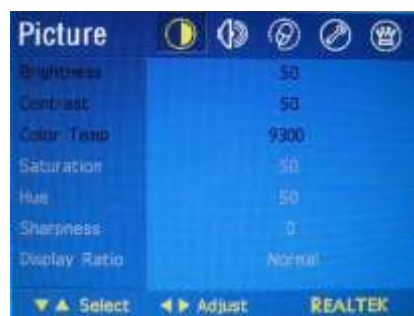 Picture
Brightness 50
Contrast 50
Color Temp 9300
Saturation 50
Hue 50
Sharpness 0
Display Ratio Normal
▼▲ Select ◀▶ Adjust REALTEK